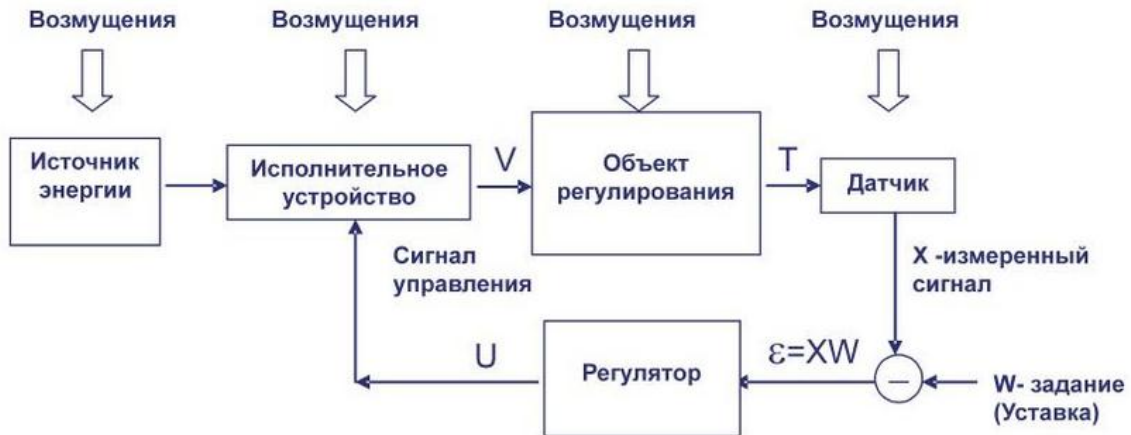 Возмущения
Возмущения
Возмущения
Возмущения
Источник
энергии
Исполнительное
устройство
V
Объект
регулирования
T
Датчик
Сигнал
управления
X -измеренный
сигнал
U
Регулятор
ε=XW
—
W- задание
(Уставка)